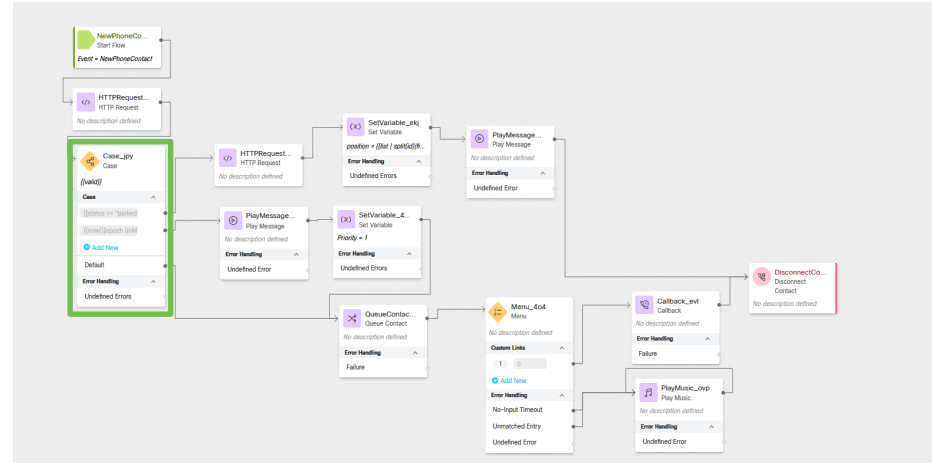 NewPhoneCo...
Start Flow
Event = NewPhoneContact
HTTPRequest...
HTTP Request
No description defined
Case_jpy
Case
{{valid}}
Case
{{status == "parked
{{now()|epoch (inM
Add New
Default
Error Handling
Undefined Errors
HTTPRequest...
HTTP Request
No description defined
SetVariable_ekj
Set Variable
position = {{list | split(id)|fi...
Error Handling
Undefined Errors
PlayMessage...
Play Message
No description defined
Error Handling
Undefined Error
PlayMessage...
Play Message
No description defined
Error Handling
Undefined Error
SetVariable_4...
Set Variable
Priority = 1
Error Handling
Undefined Errors
QueueContac...
Queue Contact
No description defined
Error Handling
Failure
Menu_4o4
Menu
No description defined
Custom Links
1
Add New
Error Handling
No-Input Timeout
Unmatched Entry
Undefined Error
Callback_evl
Callback
No description defined
Error Handling
Failure
PlayMusic_ovp
Play Music
No description defined
Error Handling
Undefined Error
DisconnectCo...
Disconnect
Contact
No description defined